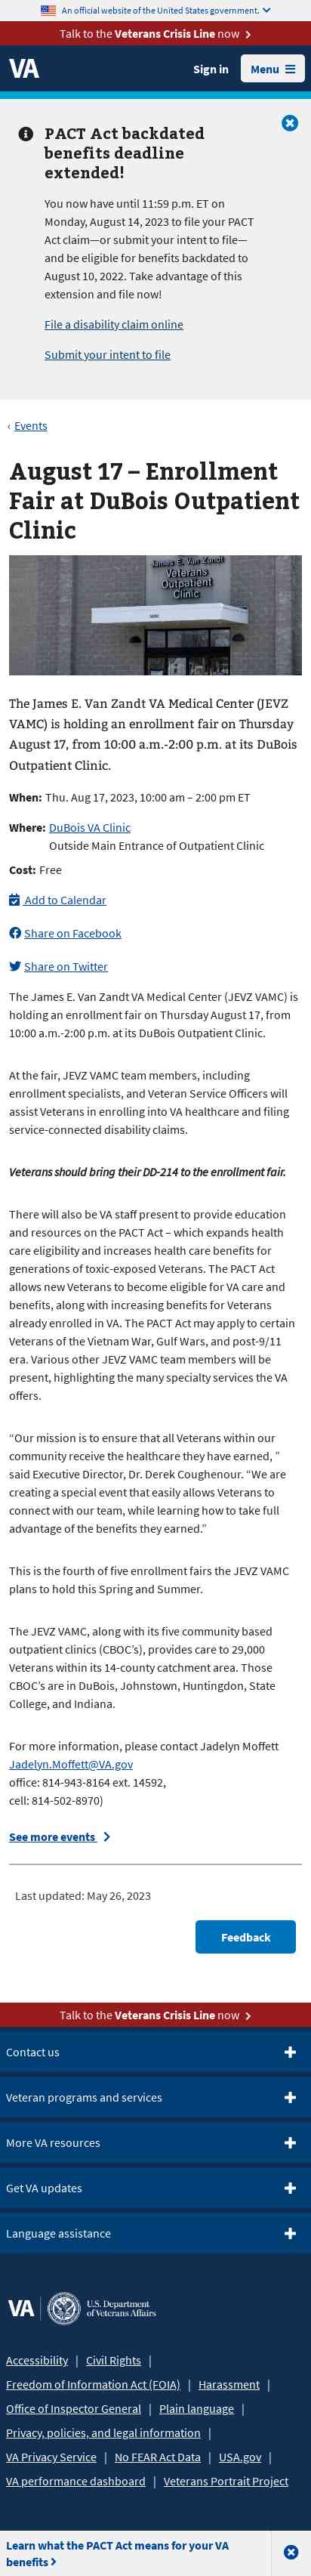 An official website of the United States government.
Talk to the Veterans Crisis Line now
VA
Sign in
Menu
PACT Act backdated
benefits deadline
extended!
You now have until 11:59 p.m. ET on
Monday, August 14, 2023 to file your PACT
Act claim—or submit your intent to file—
and be eligible for benefits backdated to
August 10, 2022. Take advantage of this
extension and file now!
File a disability claim online
Submit your intent to file
‹ Events
August 17 – Enrollment
Fair at DuBois Outpatient
Clinic
James E. Van Zandt
Veterans
Outpatient
Clinic
The James E. Van Zandt VA Medical Center (JEVZ
VAMC) is holding an enrollment fair on Thursday
August 17, from 10:00 a.m.-2:00 p.m. at its DuBois
Outpatient Clinic.
When: Thu. Aug 17, 2023, 10:00 am – 2:00 pm ET
Where: DuBois VA Clinic
Outside Main Entrance of Outpatient Clinic
Cost: Free
Add to Calendar
Share on Facebook
Share on Twitter
The James E. Van Zandt VA Medical Center (JEVZ VAMC) is
holding an enrollment fair on Thursday August 17, from
10:00 a.m.-2:00 p.m. at its DuBois Outpatient Clinic.
At the fair, JEVZ VAMC team members, including
enrollment specialists, and Veteran Service Officers will
assist Veterans in enrolling into VA healthcare and filing
service-connected disability claims.
Veterans should bring their DD-214 to the enrollment fair.
There will also be VA staff present to provide education
and resources on the PACT Act – which expands health
care eligibility and increases health care benefits for
generations of toxic-exposed Veterans. The PACT Act
allows new Veterans to become eligible for VA care and
benefits, along with increasing benefits for Veterans
already enrolled in VA. The PACT Act may apply to certain
Veterans of the Vietnam War, Gulf Wars, and post-9/11
era. Various other JEVZ VAMC team members will be
present, highlighting the many specialty services the VA
offers.
“Our mission is to ensure that all Veterans within our
community receive the healthcare they have earned, ”
said Executive Director, Dr. Derek Coughenour. “We are
creating a special event that easily allows Veterans to
connect with our team, while learning how to take full
advantage of the benefits they earned.”
This is the fourth of five enrollment fairs the JEVZ VAMC
plans to hold this Spring and Summer.
The JEVZ VAMC, along with its five community based
outpatient clinics (CBOC’s), provides care to 29,000
Veterans within its 14-county catchment area. Those
CBOC’s are in DuBois, Johnstown, Huntingdon, State
College, and Indiana.
For more information, please contact Jadelyn Moffett
Jadelyn.Moffett@VA.gov
office: 814-943-8164 ext. 14592,
cell: 814-502-8970)
See more events
Last updated: May 26, 2023
Feedback
Talk to the Veterans Crisis Line now
Contact us
Veteran programs and services
More VA resources
Get VA updates
Language assistance
VA
U.S. Department
of Veterans Affairs
Accessibility | Civil Rights |
Freedom of Information Act (FOIA) | Harassment |
Office of Inspector General | Plain language |
Privacy, policies, and legal information |
VA Privacy Service | No FEAR Act Data | USA.gov |
VA performance dashboard | Veterans Portrait Project
Learn what the PACT Act means for your VA
benefits